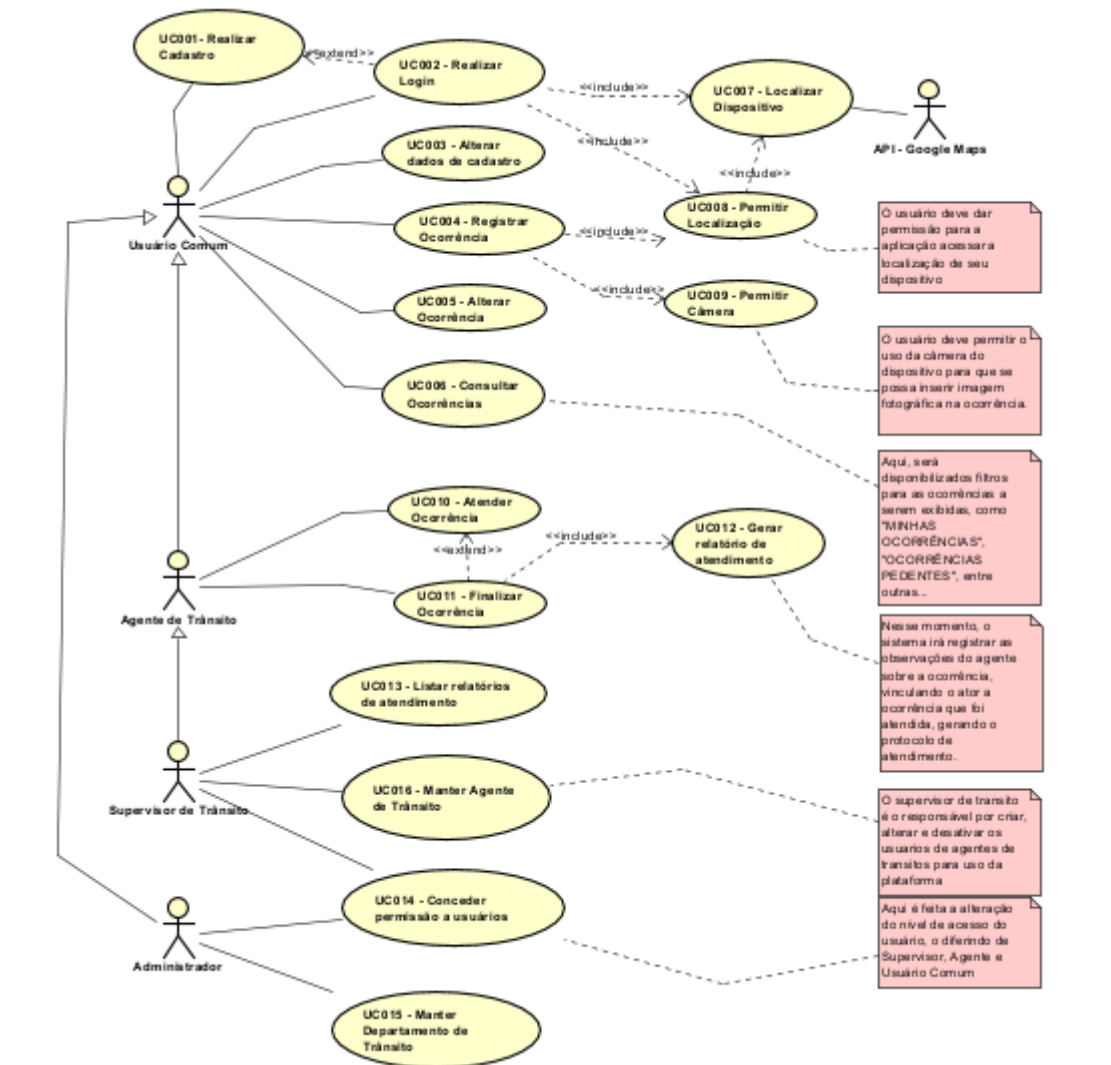 UC001- Realizar
Cadastro
<<extend>>
UC002 - Realizar
Login
<<include>>
UC007 - Localizar
Dispositivo
API - Google Maps
<<include>>
UC003 - Alterar
dados de cadastro
<<include>>
Usuário Comum
UC004 - Registrar
Ocorrência
<<include>>
UC008 - Permitir
Localização
O usuário deve dar
permissão para a
aplicação acessar a
localização de seu
dispositivo
<<include>>
UC005 - Alterar
Ocorrência
UC009 - Permitir
Câmera
O usuário deve permitir o
uso da câmera do
dispositivo para que se
possa inserir imagem
fotográfica na ocorrência.
UC006 - Consultar
Ocorrências
Aqui, será
disponibilizados filtros
para as ocorrências a
serem exibidas, como
"MINHAS
OCORRÊNCIAS",
"OCORRÊNCIAS
PEDENTES", entre
outras...
UC010 - Atender
Ocorrência
<<extend>>
<<include>>
UC012 - Gerar
relatório de
atendimento
UC011 - Finalizar
Ocorrência
Agente de Trânsito
Nesse momento, o
sistema irá registrar as
observações do agente
sobre a ocorrência,
vinculando o ator a
ocorrência que foi
atendida, gerando o
protocolo de
atendimento.
UC013 - Listar relatórios
de atendimento
UC016 - Manter Agente
de Trânsito
Supervisor de Trânsito
O supervisor de transito
é o responsável por criar,
alterar e desativar os
usuarios de agentes de
transitos para uso da
plataforma
UC014 - Conceder
permissão a usuários
Aqui é feita a alteração
do nível de acesso do
usuário, o diferindo de
Supervisor, Agente e
Usuário Comum
Administrador
UC015 - Manter
Departamento de
Trânsito